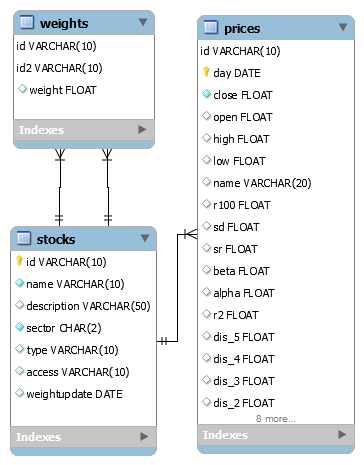 weights
id VARCHAR(10)
id2 VARCHAR(10)
weight FLOAT
Indexes
stocks
id VARCHAR(10)
name VARCHAR(10)
description VARCHAR(50)
sector CHAR(2)
type VARCHAR(10)
access VARCHAR(10)
weightupdate DATE
Indexes
prices
id VARCHAR(10)
day DATE
close FLOAT
open FLOAT
high FLOAT
low FLOAT
name VARCHAR(20)
r100 FLOAT
sd FLOAT
sr FLOAT
beta FLOAT
alpha FLOAT
r2 FLOAT
dis_5 FLOAT
dis_4 FLOAT
dis_3 FLOAT
dis_2 FLOAT
8 more...
Indexes